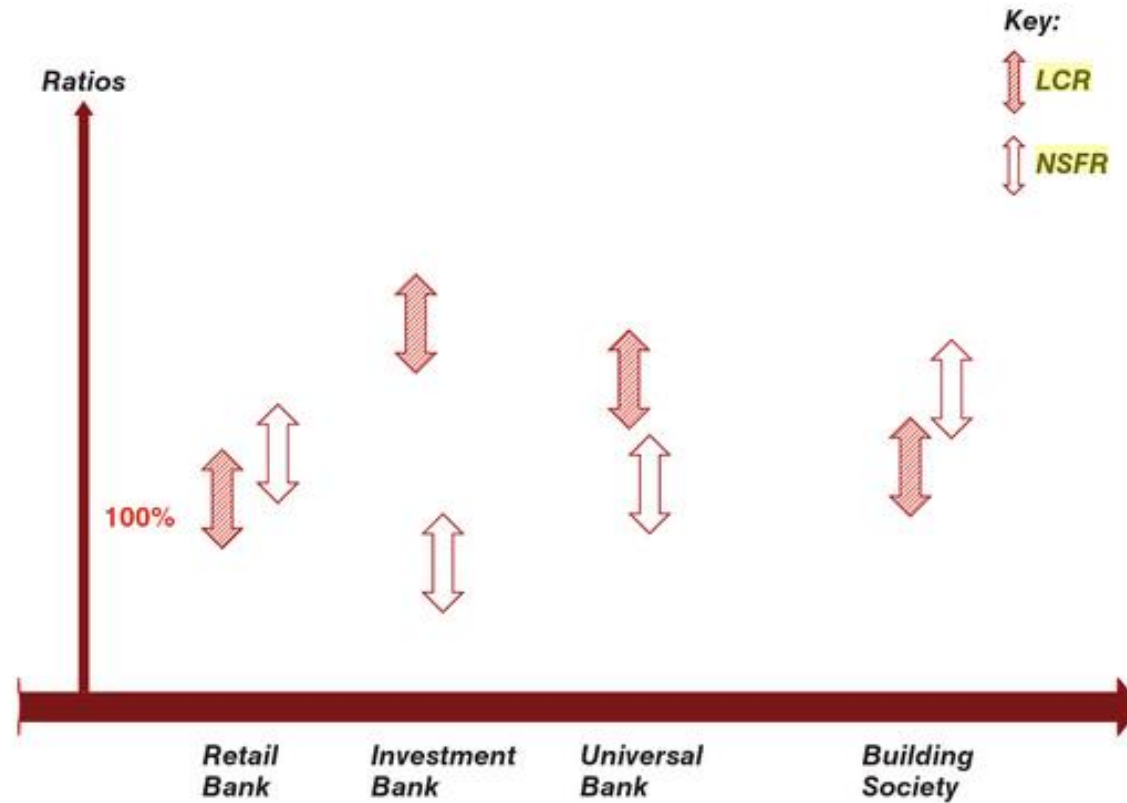 Key:
LCR
NSFR
Ratios
100%
Retail
Bank
Investment
Bank
Universal
Bank
Building
Society